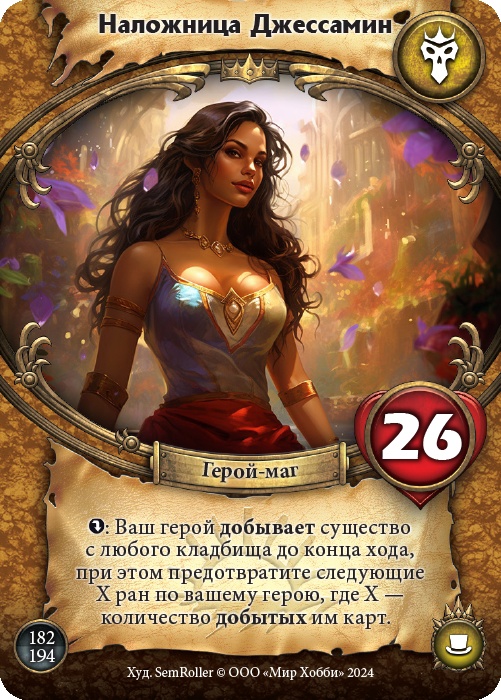 Наложница Джессамин
26
Герой-маг
: Ваш герой добывает существо
с любого кладбища до конца хода,
при этом предотвратите следующие
X ран по вашему герою, где X —
количество добытых им карт.
182
194
Худ. SemRoller © ООО «Мир Хобби» 2024